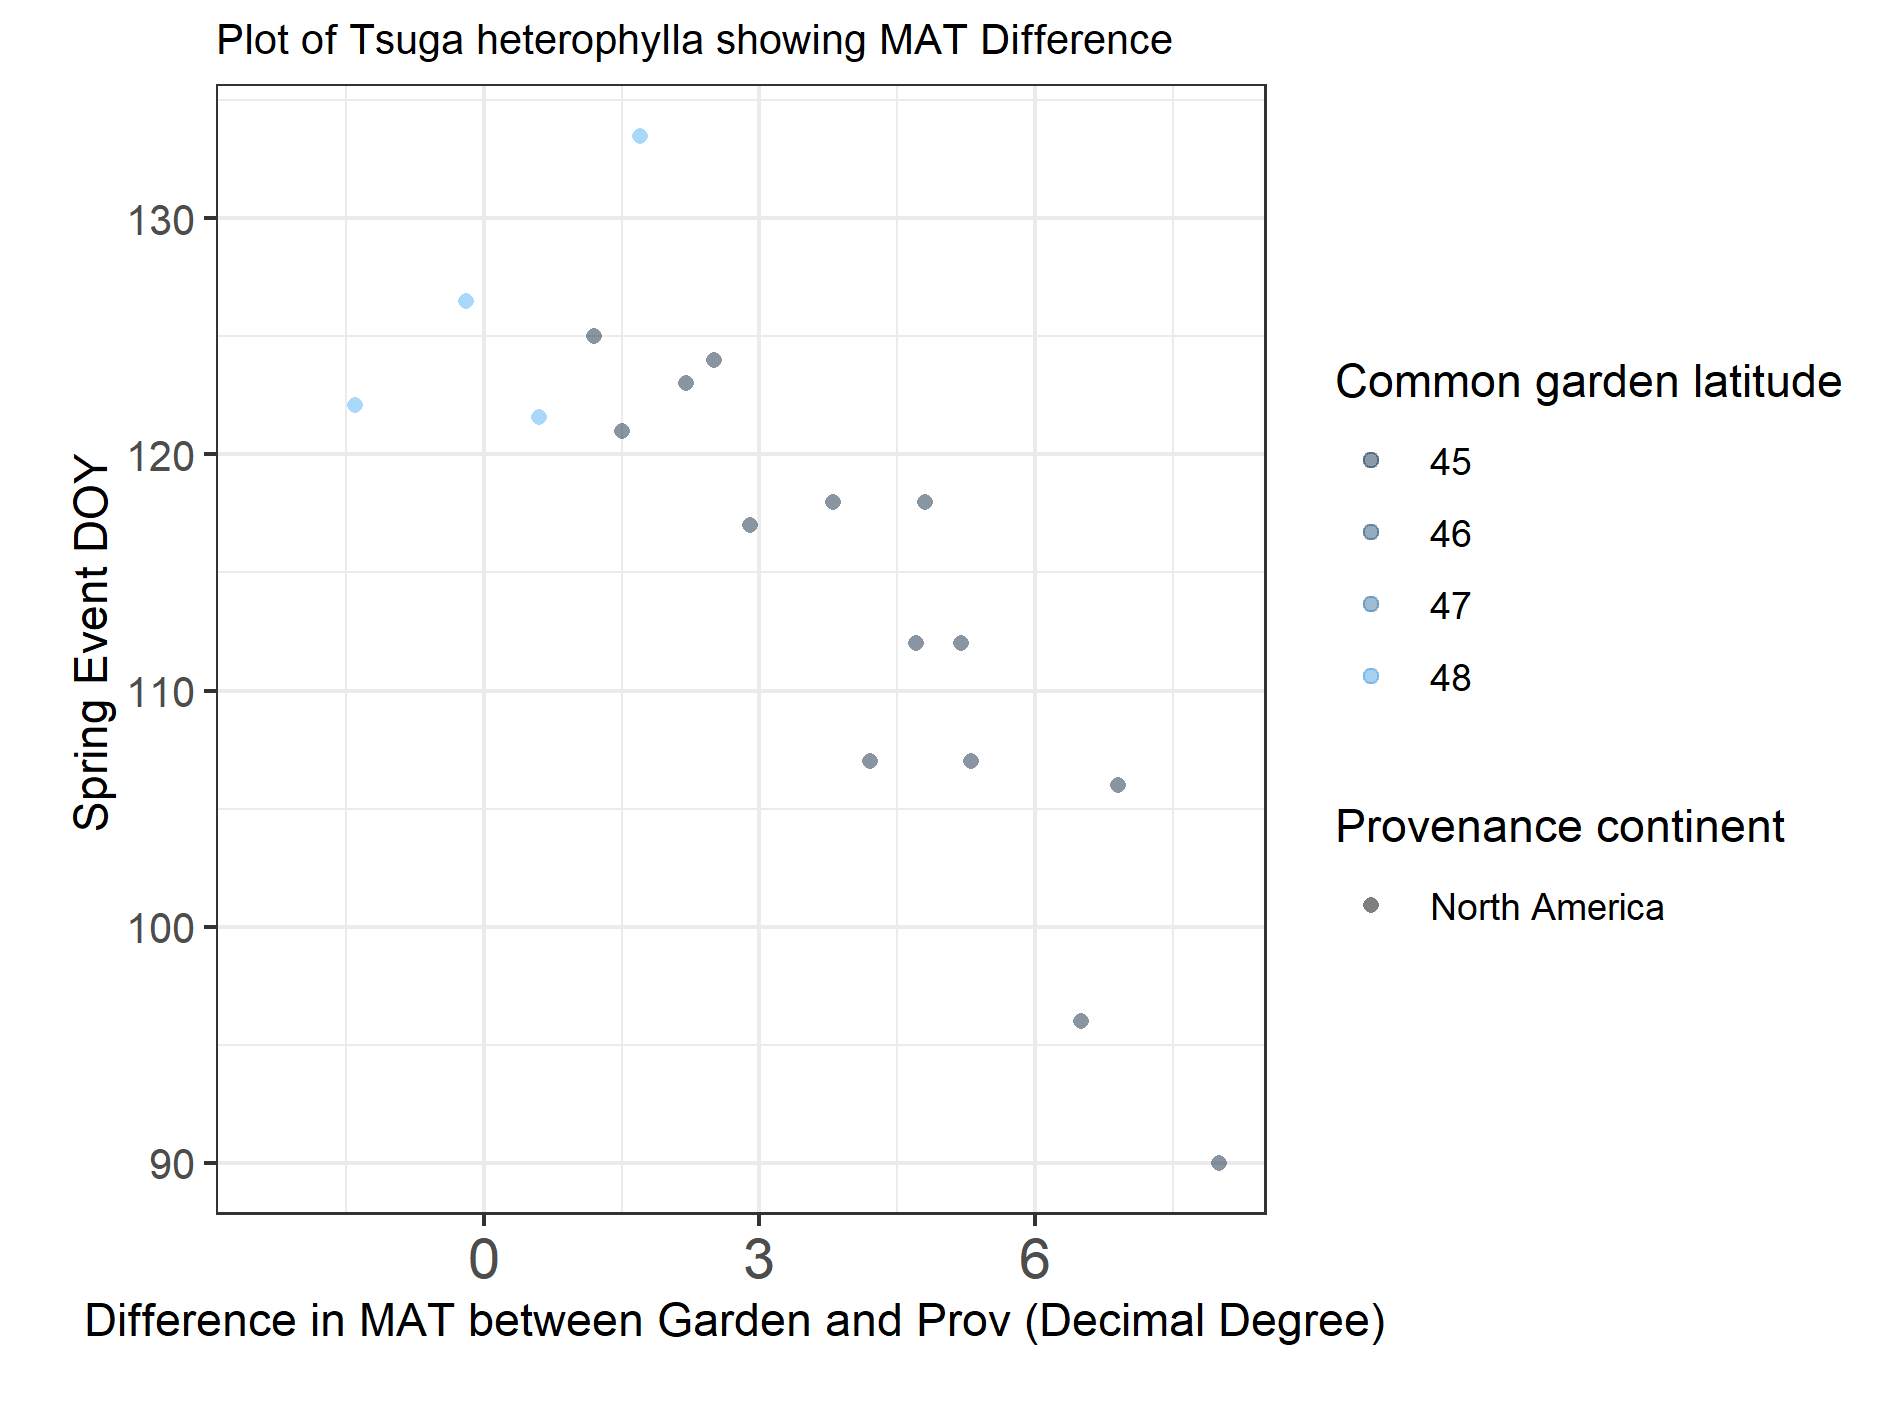 Plot of Tsuga heterophylla showing MAT Difference
Spring Event DOY
130
120
110
100
90
0 3 6
Difference in MAT between Garden and Prov (Decimal Degree)
Common garden latitude
45
46
47
48
Provenance continent
North America